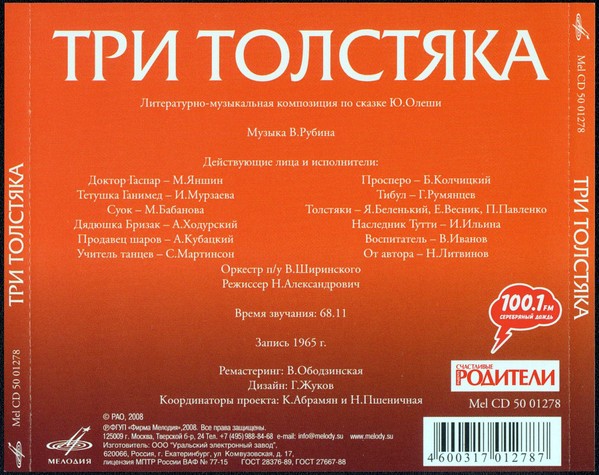 ТРИ ТОЛСТЯКА
Литературно-музыкальная композиция по сказке Ю.Олеши
Музыка В.Рубина
Действующие лица и исполнители:
Доктор Гаспар – М.Яншин
Тетушка Ганимед – И.Мурзаева
Суок – М.Бабанова
Дядюшка Бризак – А.Ходурский
Продавец шаров – А.Кубацкий
Учитель танцев – С.Мартинсон
Просперо – Б.Колчицкий
Тибул – Г.Румянцев
Толстяки – Я.Беленький, Е.Весник, П.Павленко
Наследник Тутти – И.Ильина
Воспитатель – В.Иванов
От автора – Н.Литвинов
Оркестр п/у В.Ширинского
Режиссер Н.Александрович
Время звучания: 68.11
Запись 1965 г.
Ремастеринг: В.Ободзинская
Дизайн: Г.Жуков
Координаторы проекта: К.Абрамян и Н.Пшеничная
© РАО, 2008
℗ФГУП «Фирма Мелодия»,2008. Все права защищены.
125009 г. Москва, Тверской б-р, 24 Тел. +7 (495) 988-84-68 e-mail: info@melody.su www.melody.su
Изготовитель: ООО "Уральский электронный завод",
620066, Россия, г. Екатеринбург, ул Комвузовская, д 17,
лицензия МПТР России ВАФ № 77-15 ГОСТ 28376-89, ГОСТ 27667-88
МЕЛОДИЯ
100.1 FM
СЕРЕБРЯНЫЙ ДОЖДЬ
СЧАСТЛИВЫЕ
РОДИТЕЛИ
Mel CD 50 01278
4 600317 012787
ТРИ ТОЛСТЯКА
Mel CD 50 01278
Mel CD 50 01278
ТРИ ТОЛСТЯКА